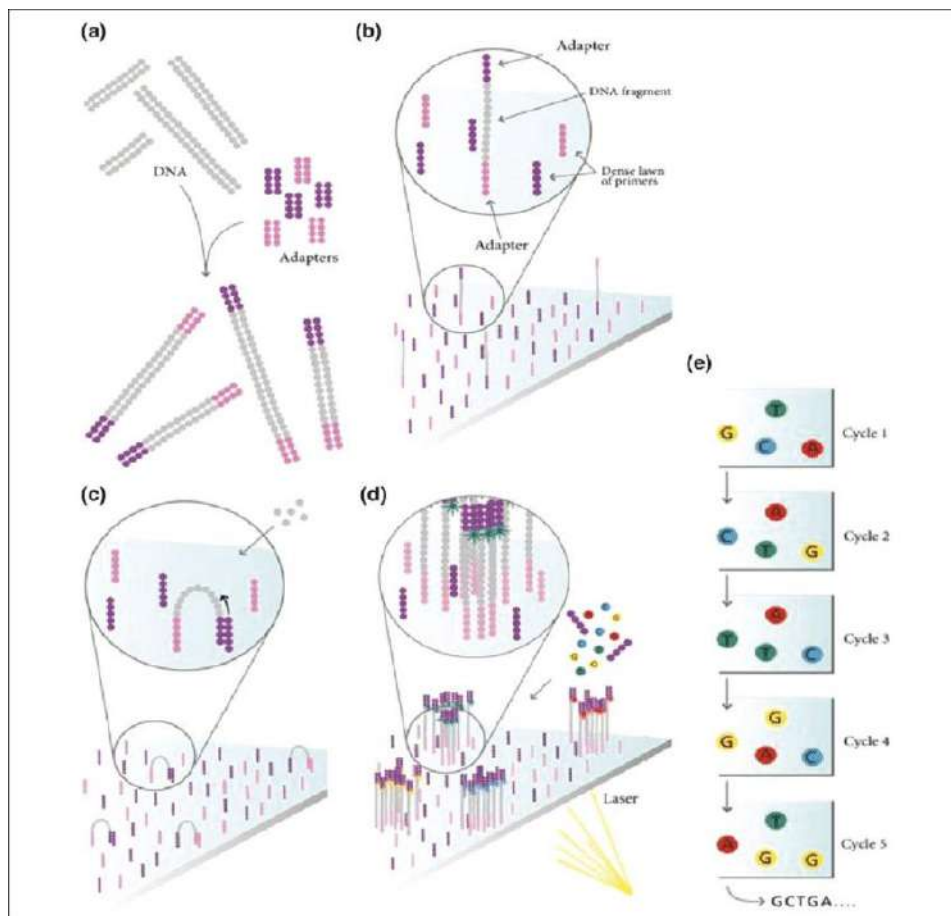 (a)
DNA
Adapters
(b)
Adapter
DNA fragment
Dense lawn
of primers
Adapter
(c)
(d)
Laser
(e)
T
G
C
A
Cycle 1
A
C
T
G
Cycle 2
A
T
T
C
Cycle 3
G
G
A
C
Cycle 4
T
A
G
G
Cycle 5
GCTGA....